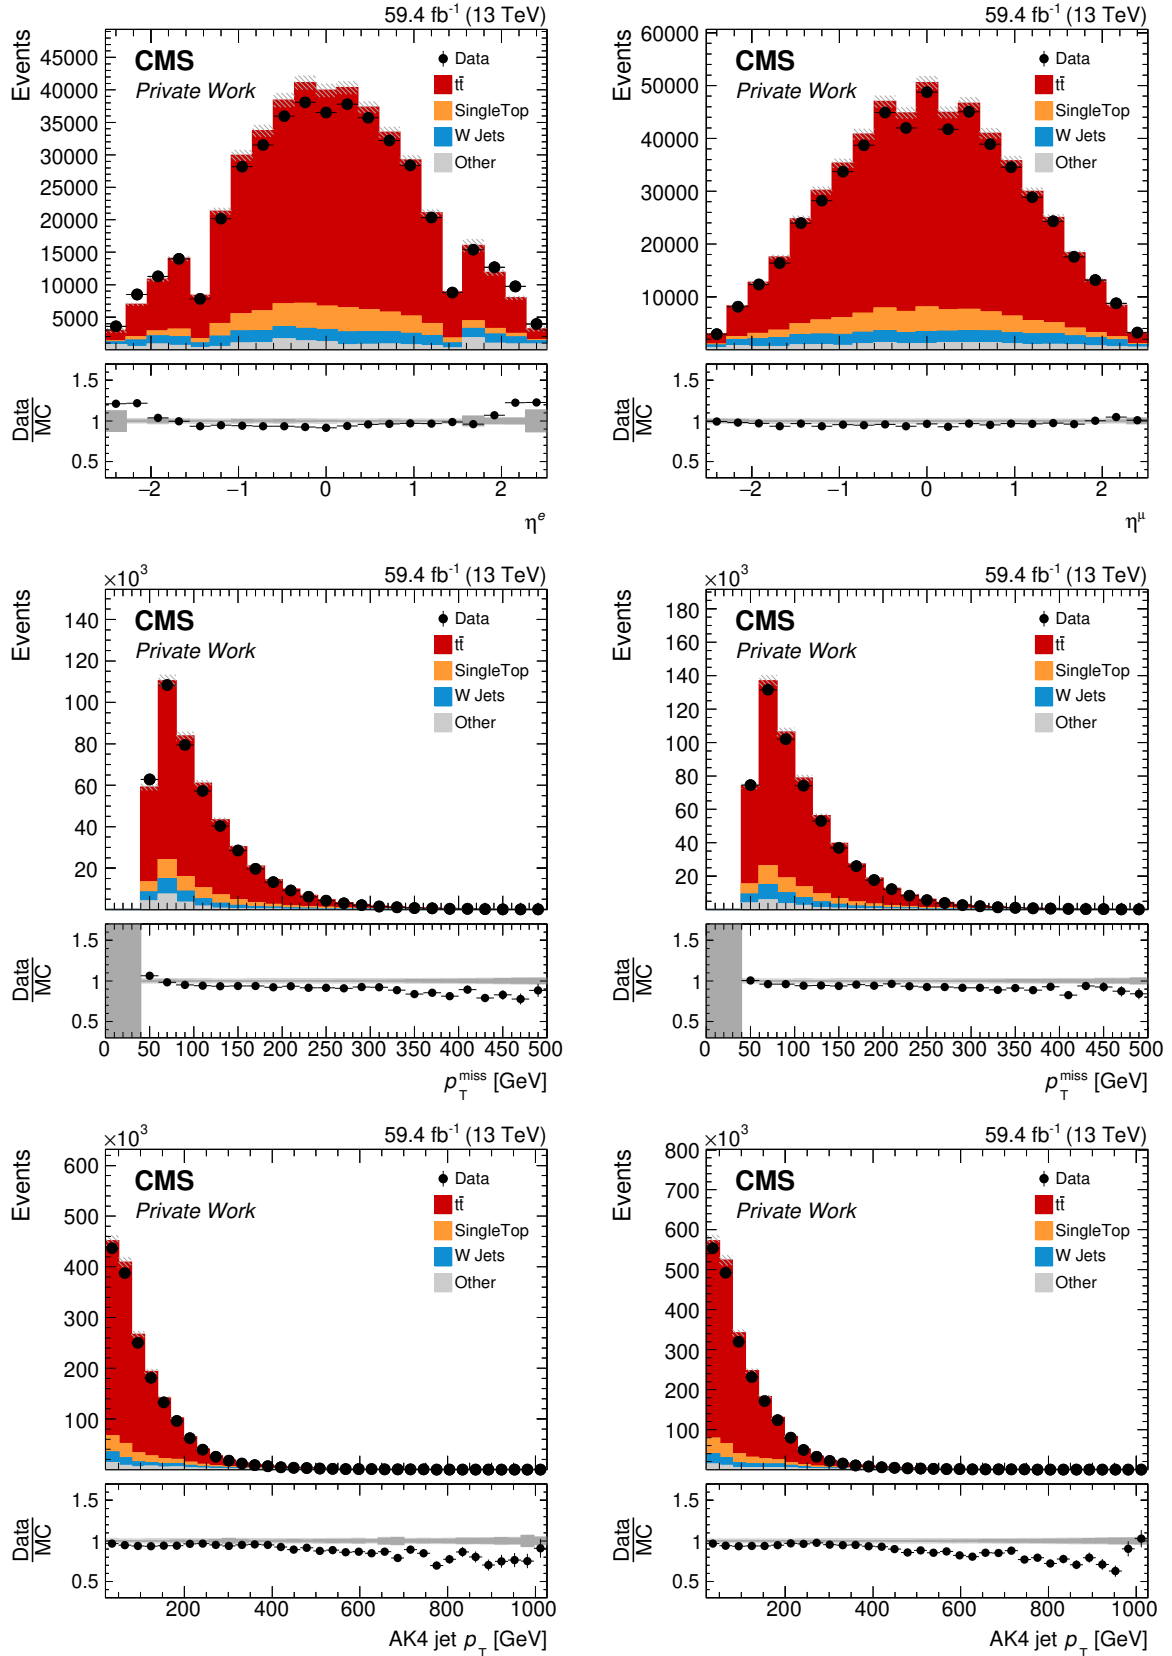 59.4 fb-1 (13 TeV)
Events
45000
40000
35000
30000
25000
20000
15000
10000
5000
CMS
Private Work
Data
tt̄
SingleTop
W Jets
Other
Data
MC
1.5
1
0.5
−2 −1 0 1 2
ηe
59.4 fb-1 (13 TeV)
Events
60000
50000
40000
30000
20000
10000
CMS
Private Work
Data
tt̄
SingleTop
W Jets
Other
Data
MC
1.5
1
0.5
−2 −1 0 1 2
ημ
×103
59.4 fb-1 (13 TeV)
Events
140
120
100
80
60
40
20
CMS
Private Work
Data
tt̄
SingleTop
W Jets
Other
Data
MC
1.5
1
0.5
0 50 100 150 200 250 300 350 400 450 500
pTmiss [GeV]
×103
59.4 fb-1 (13 TeV)
Events
180
160
140
120
100
80
60
40
20
CMS
Private Work
Data
tt̄
SingleTop
W Jets
Other
Data
MC
1.5
1
0.5
0 50 100 150 200 250 300 350 400 450 500
pTmiss [GeV]
×103
59.4 fb-1 (13 TeV)
Events
600
500
400
300
200
100
CMS
Private Work
Data
tt̄
SingleTop
W Jets
Other
Data
MC
1.5
1
0.5
200 400 600 800 1000
AK4 jet pT [GeV]
×103
59.4 fb-1 (13 TeV)
Events
800
700
600
500
400
300
200
100
CMS
Private Work
Data
tt̄
SingleTop
W Jets
Other
Data
MC
1.5
1
0.5
200 400 600 800 1000
AK4 jet pT [GeV]